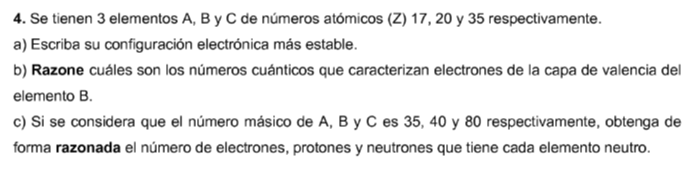 4. Se tienen 3 elementos A, B y C de números atómicos (Z) 17, 20 y 35 respectivamente.
a) Escriba su configuración electrónica más estable.
b) Razone cuáles son los números cuánticos que caracterizan electrones de la capa de valencia del
elemento B.
c) Si se considera que el número másico de A, B y C es 35, 40 y 80 respectivamente, obtenga de
forma razonada el número de electrones, protones y neutrones que tiene cada elemento neutro.